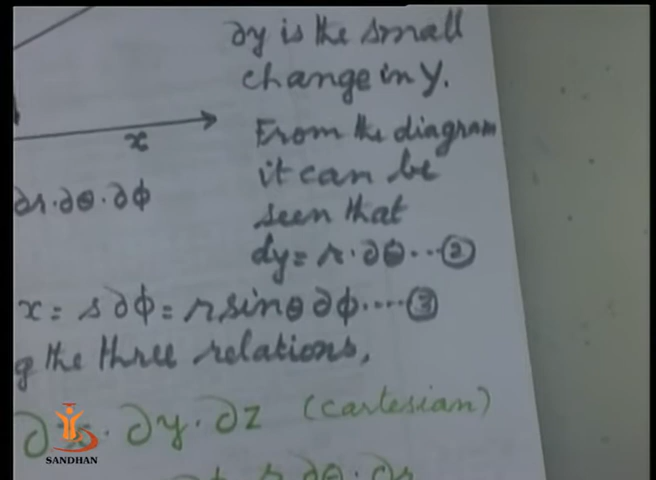 ∂y is the small
change in Y.
From the diagram
it can be
seen that
dy = r·∂θ...②
x
∂r·∂θ·∂ϕ
x = s∂ϕ = r sinθ ∂ϕ....③
g the three relations,
∂x·∂y·∂z (cartesian)
r ∂θ·∂r
SANDHAN